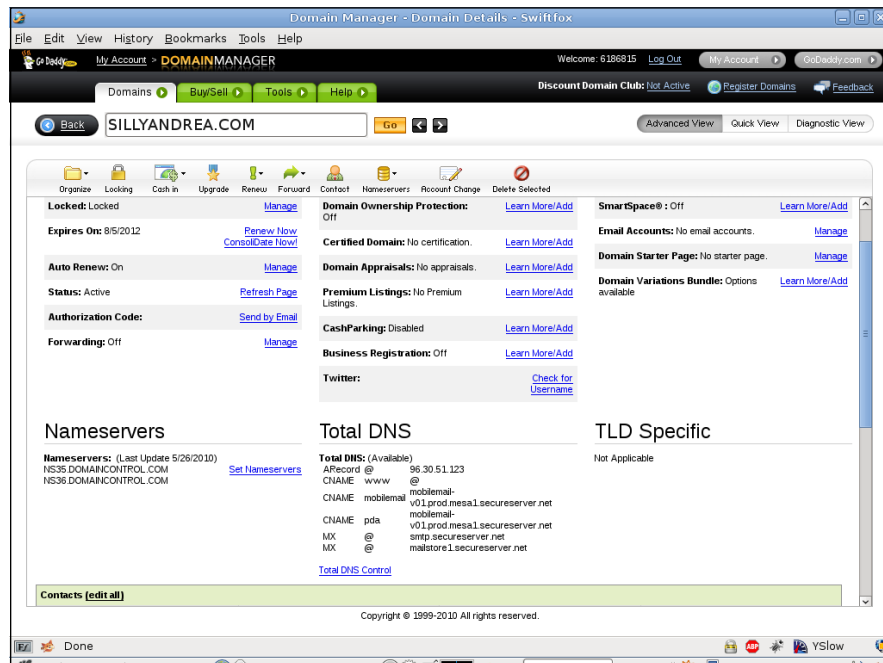 Domain Manager - Domain Details - Swiftfox
File Edit View History Bookmarks Tools Help
Go Daddy.com My Account > DOMAINMANAGER Welcome: 6186815 Log Out My Account GoDaddy.com
Domains Buy/Sell Tools Help Discount Domain Club: Not Active Register Domains Feedback
Back SILLYANDREA.COM Go Advanced View Quick View Diagnostic View
Organize Locking Cash in Upgrade Renew Forward Contact Nameservers Account Change Delete Selected
Locked: Locked Manage
Expires On: 8/5/2012 Renew Now
ConsoliDate Now!
Auto Renew: On Manage
Status: Active Refresh Page
Authorization Code: Send by Email
Forwarding: Off Manage
Domain Ownership Protection: Learn More/Add
Off
Certified Domain: No certification. Learn More/Add
Domain Appraisals: No appraisals. Learn More/Add
Premium Listings: No Premium Learn More/Add
Listings.
CashParking: Disabled Learn More/Add
Business Registration: Off Learn More/Add
Twitter: Check for
Username
SmartSpace® : Off Learn More/Add
Email Accounts: No email accounts. Manage
Domain Starter Page: No starter page. Manage
Domain Variations Bundle: Options Learn More/Add
available
Nameservers
Nameservers: (Last Update 5/26/2010)
NS35.DOMAINCONTROL.COM Set Nameservers
NS36.DOMAINCONTROL.COM
Total DNS
Total DNS: (Available)
ARecord @ 96.30.51.123
CNAME www @
CNAME mobilemail mobilemail-
v01.prod.mesa1.secureserver.net
CNAME pda mobilemail-
v01.prod.mesa1.secureserver.net
MX @ smtp.secureserver.net
MX @ mailstore1.secureserver.net
Total DNS Control
TLD Specific
Not Applicable
Contacts (edit all)
Copyright © 1999-2010 All rights reserved.
Done ABP YSlow